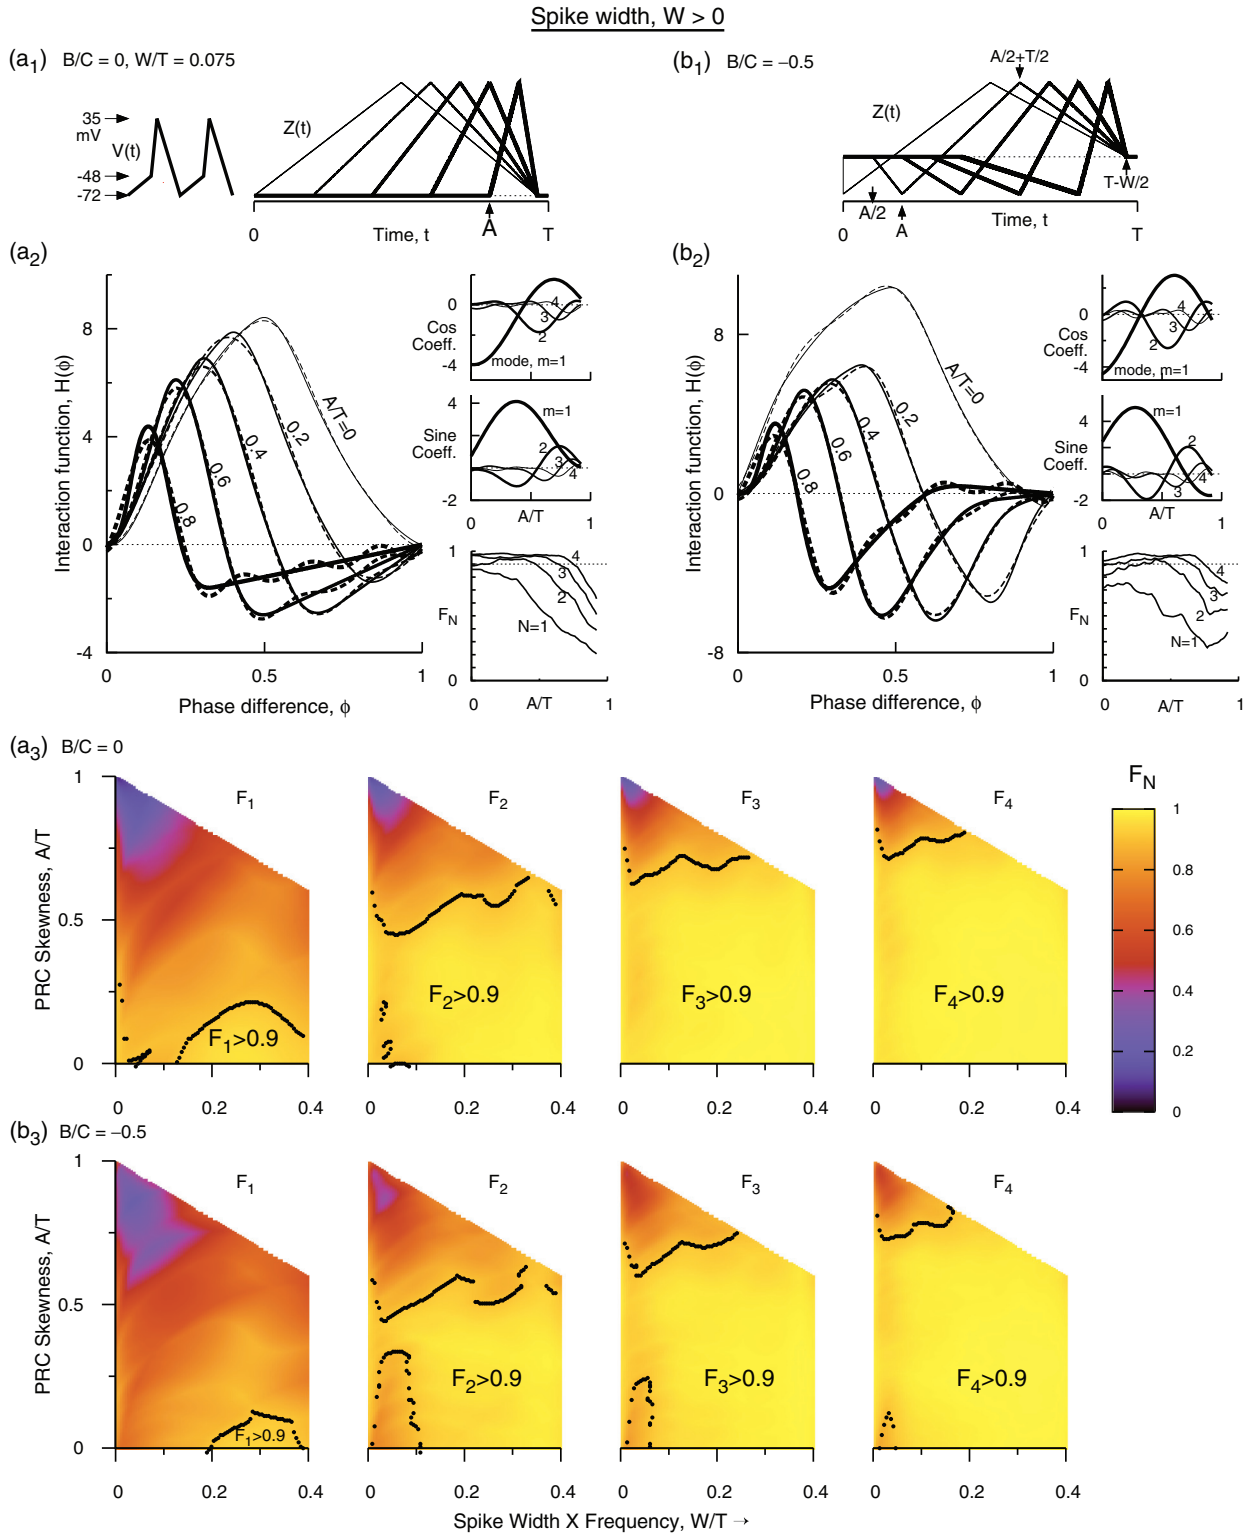 Spike width, W > 0
(a1) B/C = 0, W/T = 0.075
35
mV
V(t)
-48
-72
Z(t)
0
Time, t
A
T
(b1) B/C = −0.5
A/2+T/2
Z(t)
T−W/2
A/2
A
0
Time, t
T
(a2)
Interaction function, H(ϕ)
8
4
0
-4
A/T=0
0.2
0.4
0.6
0.8
0
0.5
1
Phase difference, ϕ
0
Cos
Coeff.
-4
mode, m=1
2
3
4
4
Sine
Coeff.
-2
m=1
2
3
4
0
A/T
1
1
FN
0
N=1
2
3
4
0
A/T
1
(b2)
Interaction function, H(ϕ)
8
0
-8
A/T=0
0.2
0.4
0.6
0.8
0
0.5
1
Phase difference, ϕ
0
Cos
Coeff.
-4
mode, m=1
2
3
4
4
Sine
Coeff.
-2
m=1
2
3
4
0
A/T
1
1
FN
0
N=1
2
3
4
0
A/T
1
(a3) B/C = 0
PRC Skewness, A/T
1
0.5
0
F1
F1>0.9
0
0.2
0.4
F2
F2>0.9
0
0.2
0.4
F3
F3>0.9
0
0.2
0.4
F4
F4>0.9
0
0.2
0.4
FN
1
0.8
0.6
0.4
0.2
0
(b3) B/C = −0.5
PRC Skewness, A/T
1
0.5
0
F1
F1>0.9
0
0.2
0.4
F2
F2>0.9
0
0.2
0.4
F3
F3>0.9
0
0.2
0.4
F4
F4>0.9
0
0.2
0.4
Spike Width X Frequency, W/T →